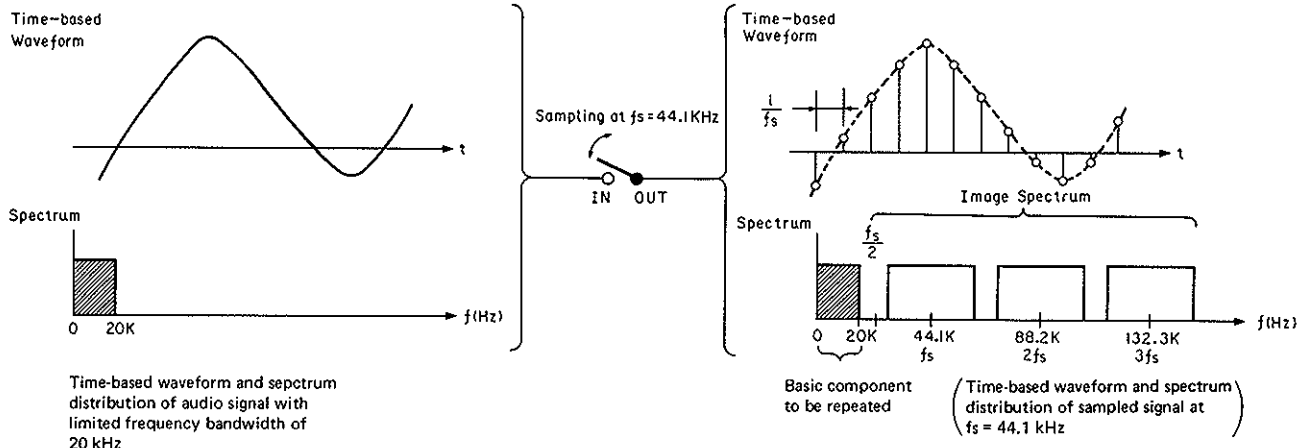 Time-based
Waveform
t
Spectrum
0 20K
f(Hz)
Time-based waveform and sepctrum
distribution of audio signal with
limited frequency bandwidth of
20 kHz
Sampling at fs=44.1KHz
IN OUT
Time-based
Waveform
1
fs
t
Image Spectrum
Spectrum
fs
2
0 20K 44.1K 88.2K 132.3K
fs 2fs 3fs
f(Hz)
Basic component
to be repeated
(Time-based waveform and spectrum
distribution of sampled signal at
fs = 44.1 kHz)